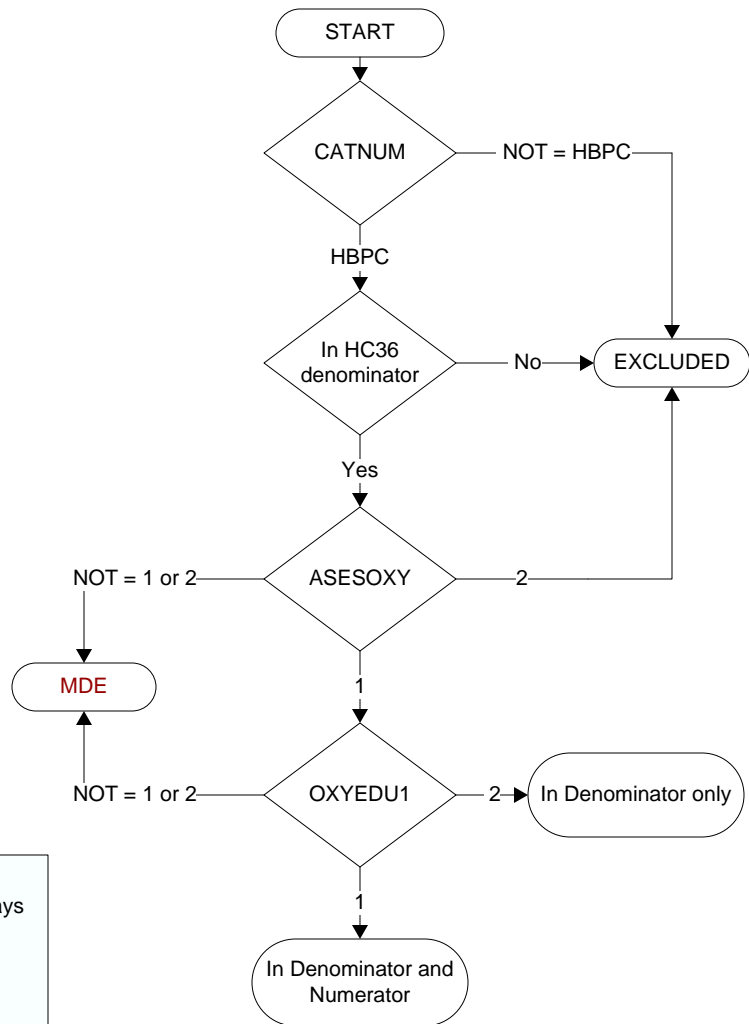 START
CATNUM
NOT = HBPC
HBPC
In HC36
denominator
No
EXCLUDED
Yes
NOT = 1 or 2
ASESOXY
2
MDE
1
NOT = 1 or 2
OXYEDU1
2
In Denominator only
1
In Denominator and
Numerator